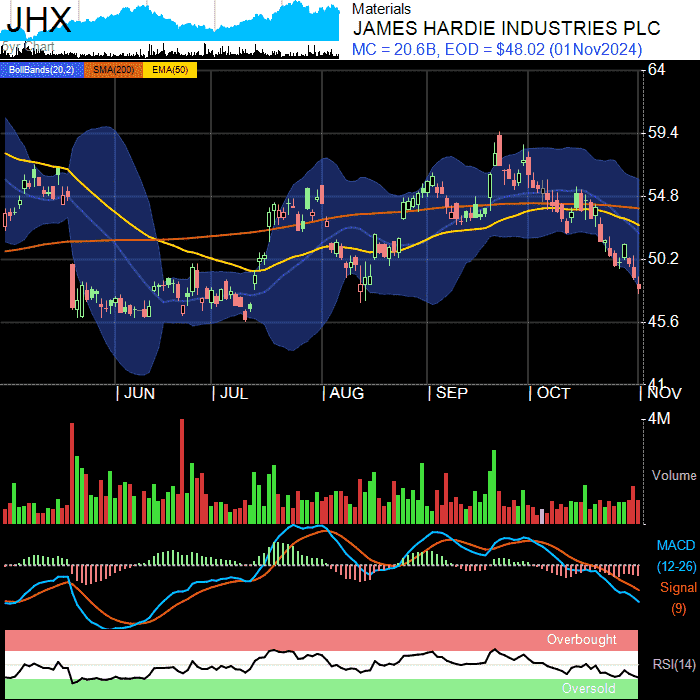 JHX
Materials
JAMES HARDIE INDUSTRIES PLC
MC = 20.6B, EOD = $48.02 (01Nov2024)
BollBands(20,2) SMA(200) EMA(50)
64
59.4
54.8
50.2
45.6
41
| JUN | JUL | AUG | SEP | OCT | NOV
4M
Volume
MACD
(12-26)
Signal
(9)
Overbought
RSI(14)
Oversold